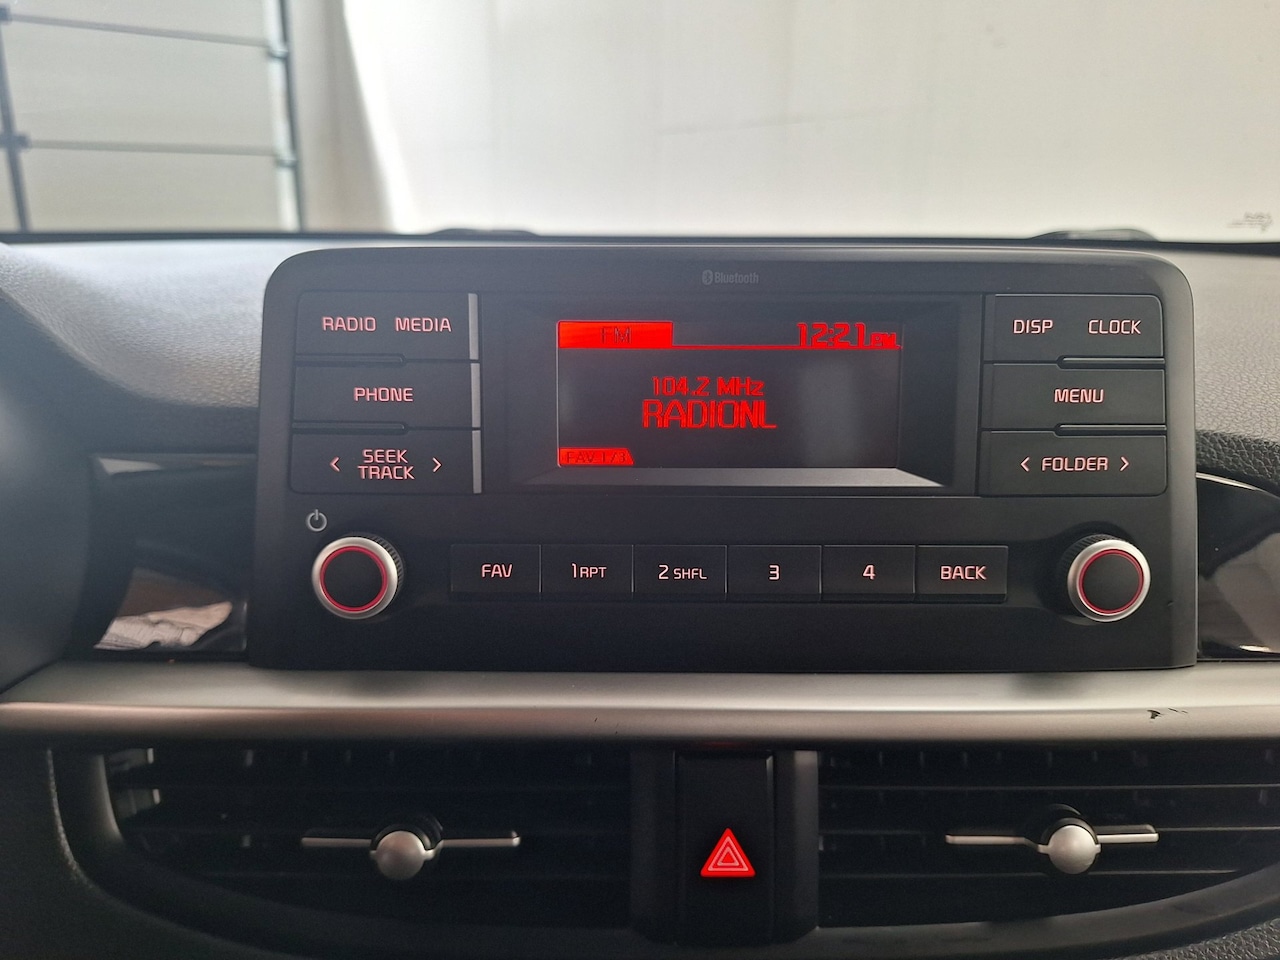 Bluetooth
RADIO MEDIA
PHONE
< SEEK TRACK >
FM 12:21 PM
104.2 MHz
RADIONL
FAV 1/3
DISP CLOCK
MENU
< FOLDER >
FAV 1 RPT 2 SHFL 3 4 BACK